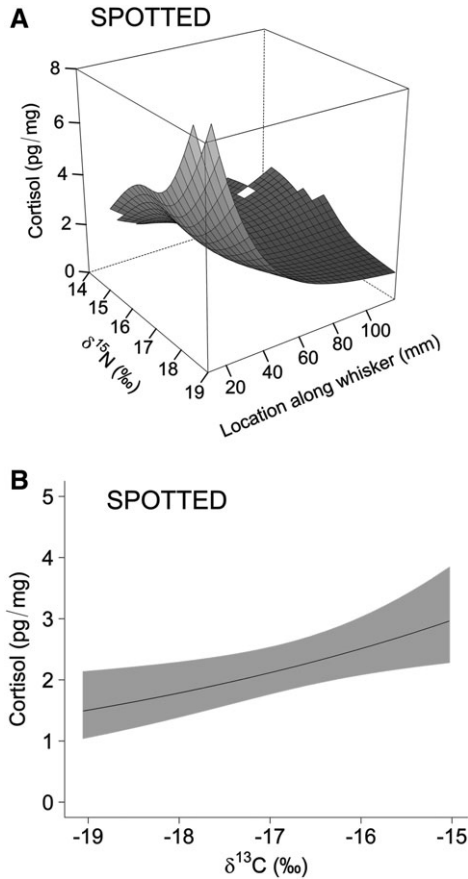 A SPOTTED
8
6
4
2
0
Cortisol (pg/mg)
14
15
16
17
18
19
δ15N (‰)
20
40
60
80
100
Location along whisker (mm)
B SPOTTED
5
4
3
2
1
0
Cortisol (pg/mg)
-19 -18 -17 -16 -15
δ13C (‰)